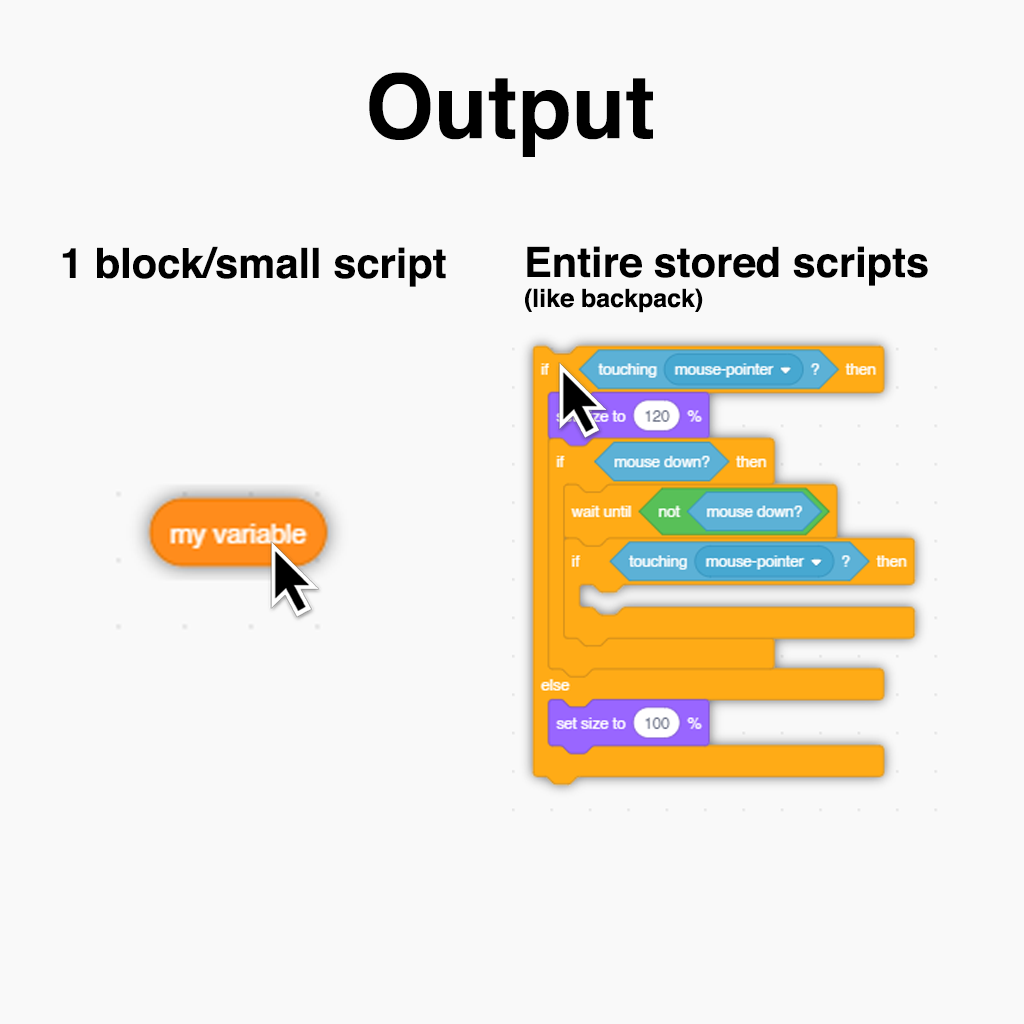 Output
1 block/small script
Entire stored scripts
(like backpack)
my variable
if touching mouse-pointer ? then
size to 120 %
if mouse down? then
wait until not mouse down?
if touching mouse-pointer ? then
else
set size to 100 %